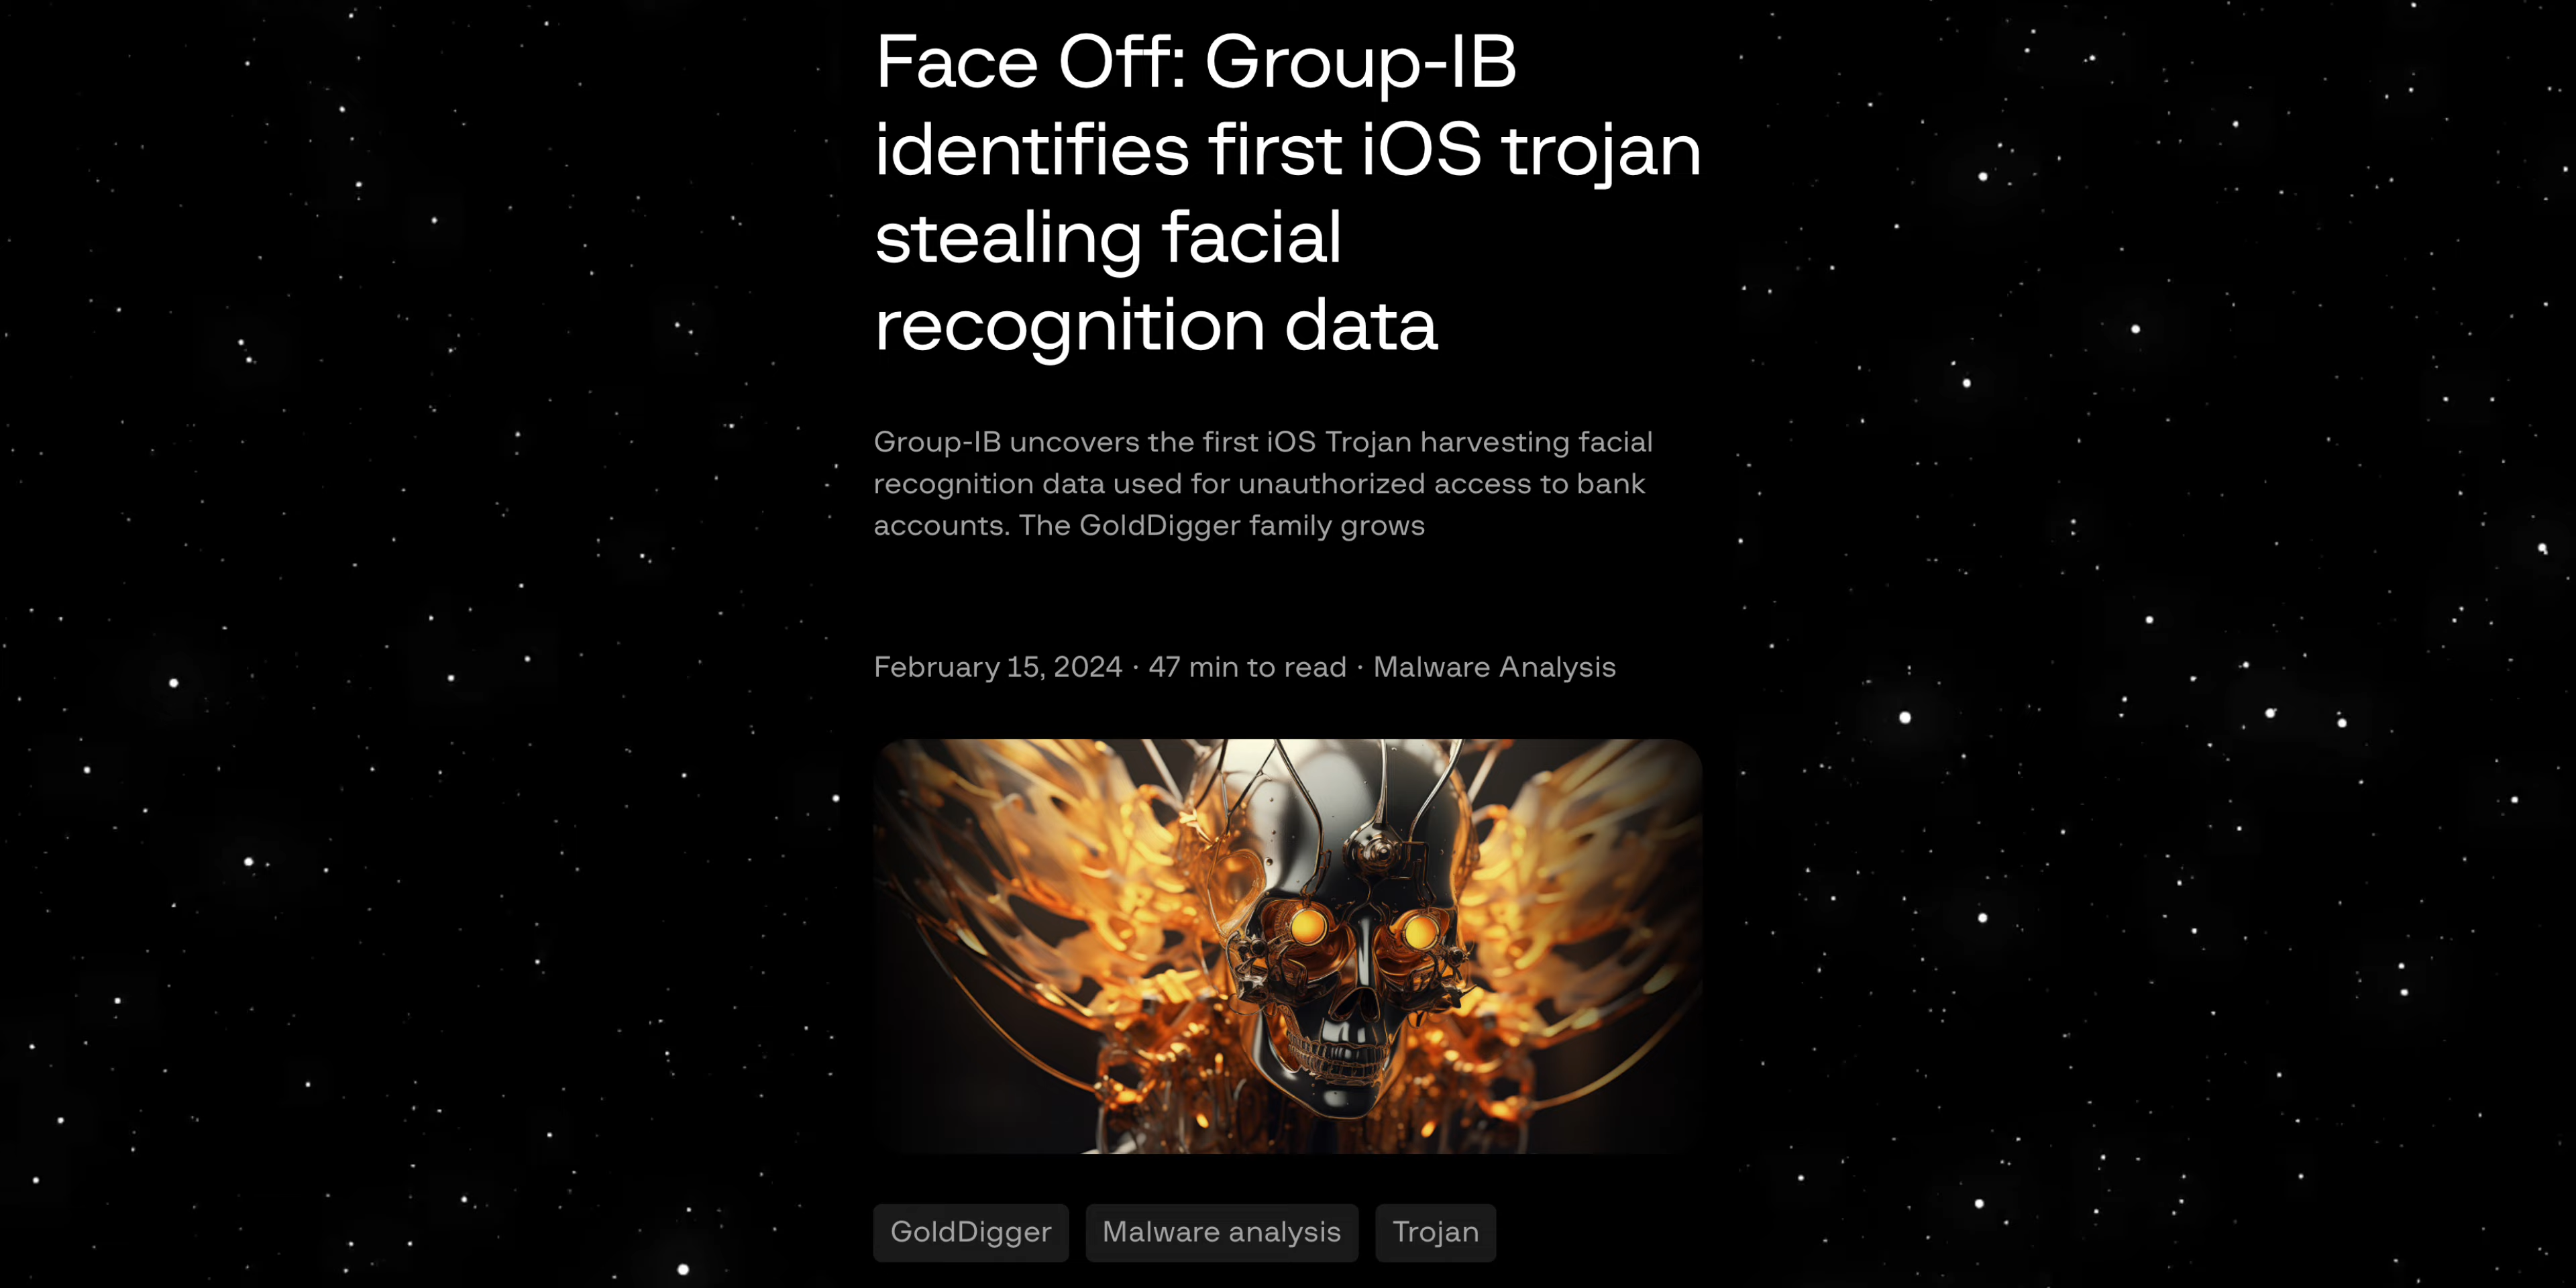 Face Off: Group-IB
identifies first iOS trojan
stealing facial
recognition data
Group-IB uncovers the first iOS Trojan harvesting facial
recognition data used for unauthorized access to bank
accounts. The GoldDigger family grows
February 15, 2024 · 47 min to read · Malware Analysis
GoldDigger Malware analysis Trojan